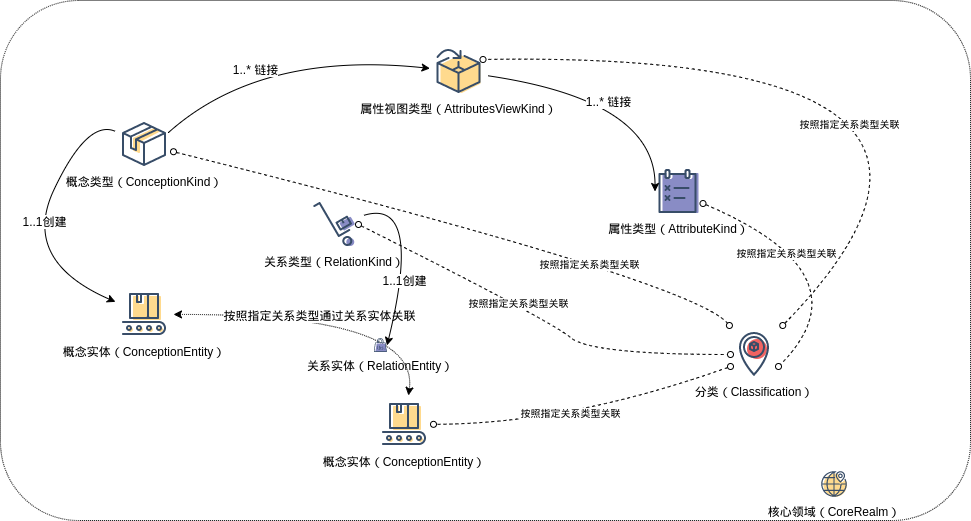 1..* 链接
属性视图类型（AttributesViewKind）
1..* 链接
按照指定关系类型关联
概念类型（ConceptionKind）
1..1创建
属性类型（AttributeKind）
关系类型（RelationKind）
按照指定关系类型关联
按照指定关系类型关联
1..1创建
按照指定关系类型关联
按照指定关系类型通过关系实体关联
概念实体（ConceptionEntity）
关系实体（RelationEntity）
分类（Classification）
按照指定关系类型关联
概念实体（ConceptionEntity）
核心领域（CoreRealm）